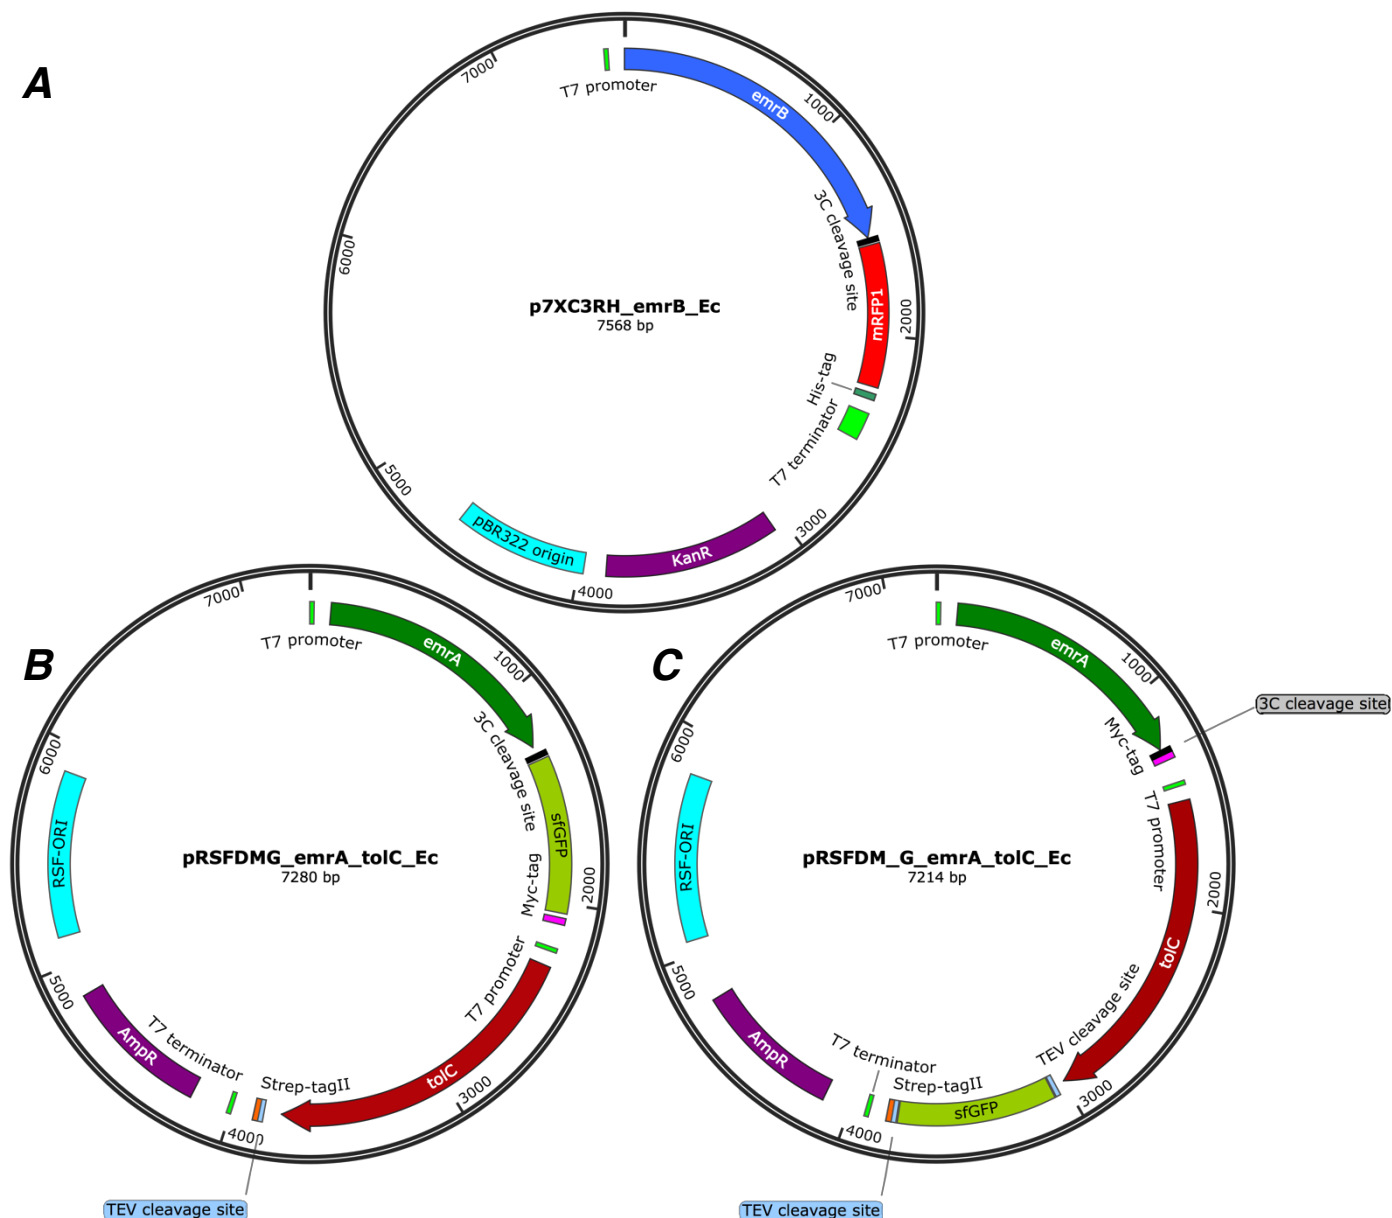 A
7000
T7 promoter
emrB
1000
3C cleavage site
6000
p7XC3RH_emrB_Ec
7568 bp
mRFP1
2000
His-tag
T7 terminator
5000
pBR322 origin
KanR
3000
4000
B
7000
T7 promoter
emrA
1000
3C cleavage site
6000
RSF-ORI
pRSFDMG_emrA_tolC_Ec
7280 bp
sfGFP
Myc-tag
2000
T7 promoter
5000
AmpR
T7 terminator
Strep-tagII
tolC
3000
4000
TEV cleavage site
C
7000
T7 promoter
emrA
1000
3C cleavage site
Myc-tag
6000
T7 promoter
RSF-ORI
pRSFDM_G_emrA_tolC_Ec
7214 bp
2000
tolC
5000
TEV cleavage site
AmpR
T7 terminator
Strep-tagII
sfGFP
3000
4000
TEV cleavage site